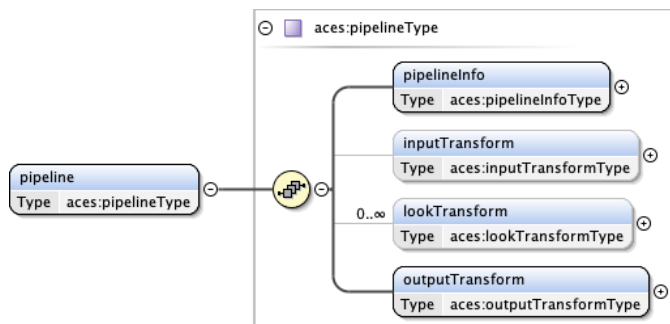 aces:pipelineType
pipelineInfo
Type aces:pipelineInfoType
inputTransform
Type aces:inputTransformType
pipeline
Type aces:pipelineType
0..∞
lookTransform
Type aces:lookTransformType
outputTransform
Type aces:outputTransformType